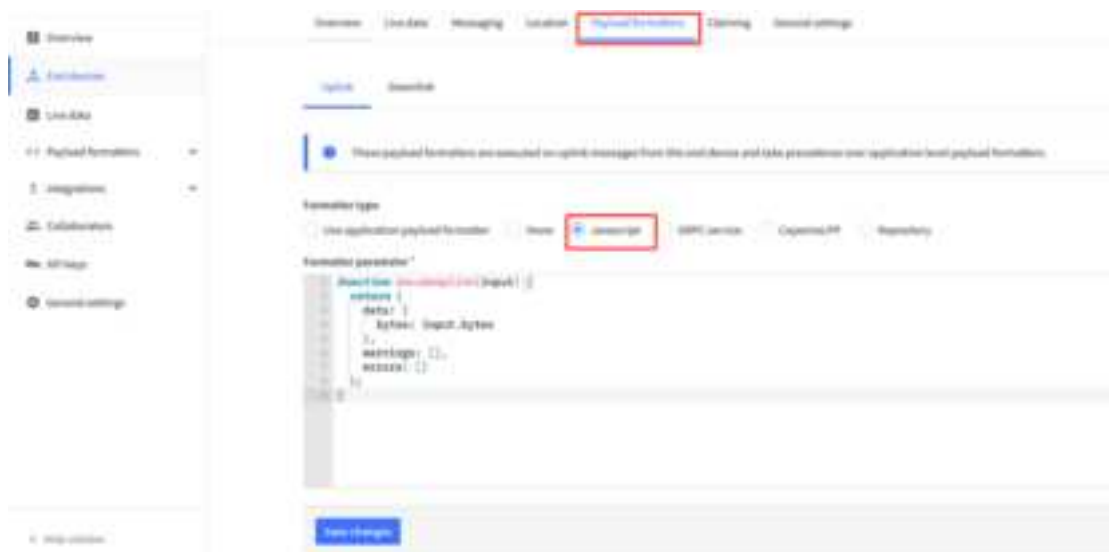 Overview Live data Messaging Location Payload formatters Claiming General settings
Overview
End devices
Uplink Downlink
Live data
Payload formatters
These payload formatters are executed on uplink messages from this end device and take precedence over application level payload formatters.
Integrations
Formatter type
Collaborators
Use application payload formatter None Javascript GRPC service CayenneLPP Repository
API keys
Formatter parameter *
function decodeUplink(input) {
General settings
return {
data: {
bytes: input.bytes
},
warnings: [],
errors: []
};
}
Save changes
Hide sidebar